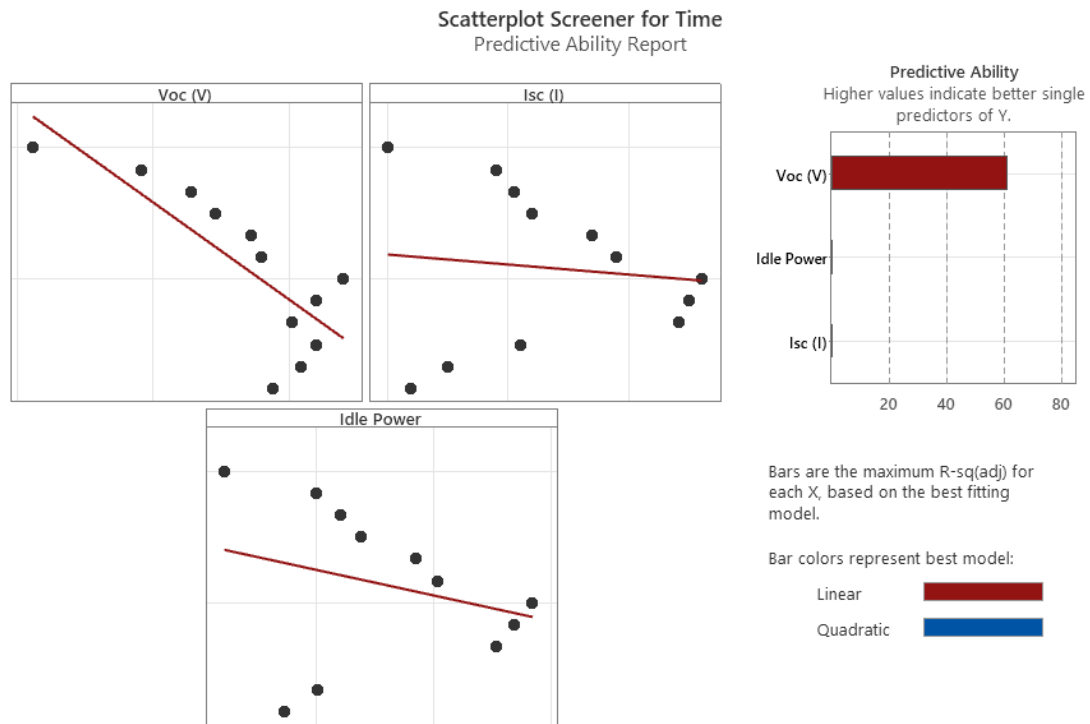 Scatterplot Screener for Time
Predictive Ability Report
Voc (V)
Isc (I)
Idle Power
Predictive Ability
Higher values indicate better single
predictors of Y.
Voc (V)
Idle Power
Isc (I)
20 40 60 80
Bars are the maximum R-sq(adj) for
each X, based on the best fitting
model.
Bar colors represent best model:
Linear
Quadratic